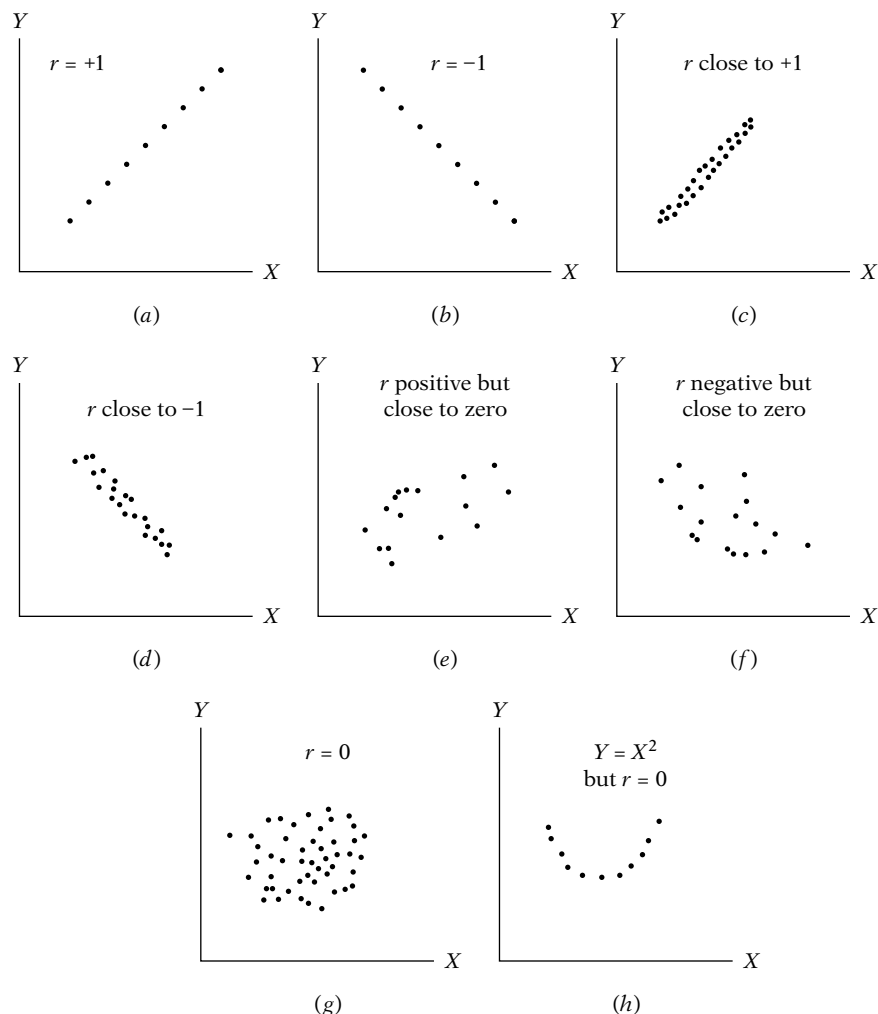 Y
r = +1
X
(a)
Y
r = −1
X
(b)
Y
r close to +1
X
(c)
Y
r close to −1
X
(d)
Y
r positive but
close to zero
X
(e)
Y
r negative but
close to zero
X
(f)
Y
r = 0
X
(g)
Y
Y = X²
but r = 0
X
(h)